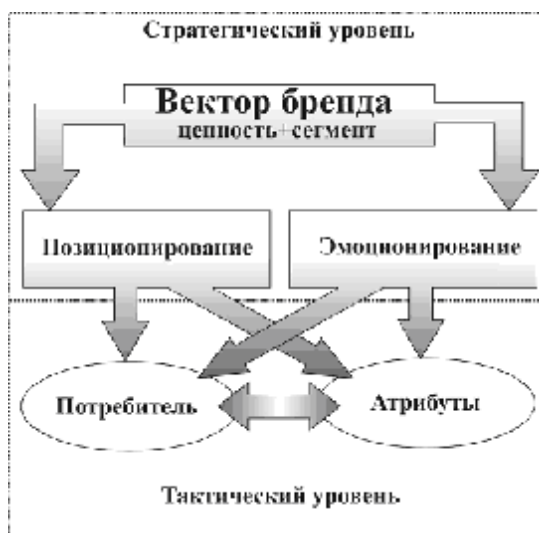 Стратегический уровень
Вектор бренда
ценность+сегмент
Позиционирование
Эмоционирование
Потребитель
Атрибуты
Тактический уровень